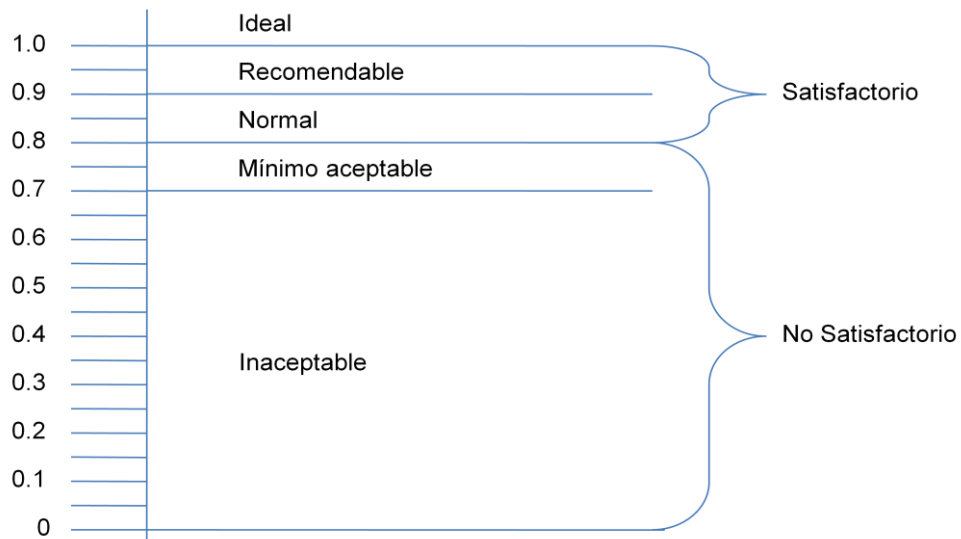 Ideal
1.0
Recomendable
0.9
Satisfactorio
Normal
0.8
Mínimo aceptable
0.7
0.6
0.5
0.4
No Satisfactorio
Inaceptable
0.3
0.2
0.1
0